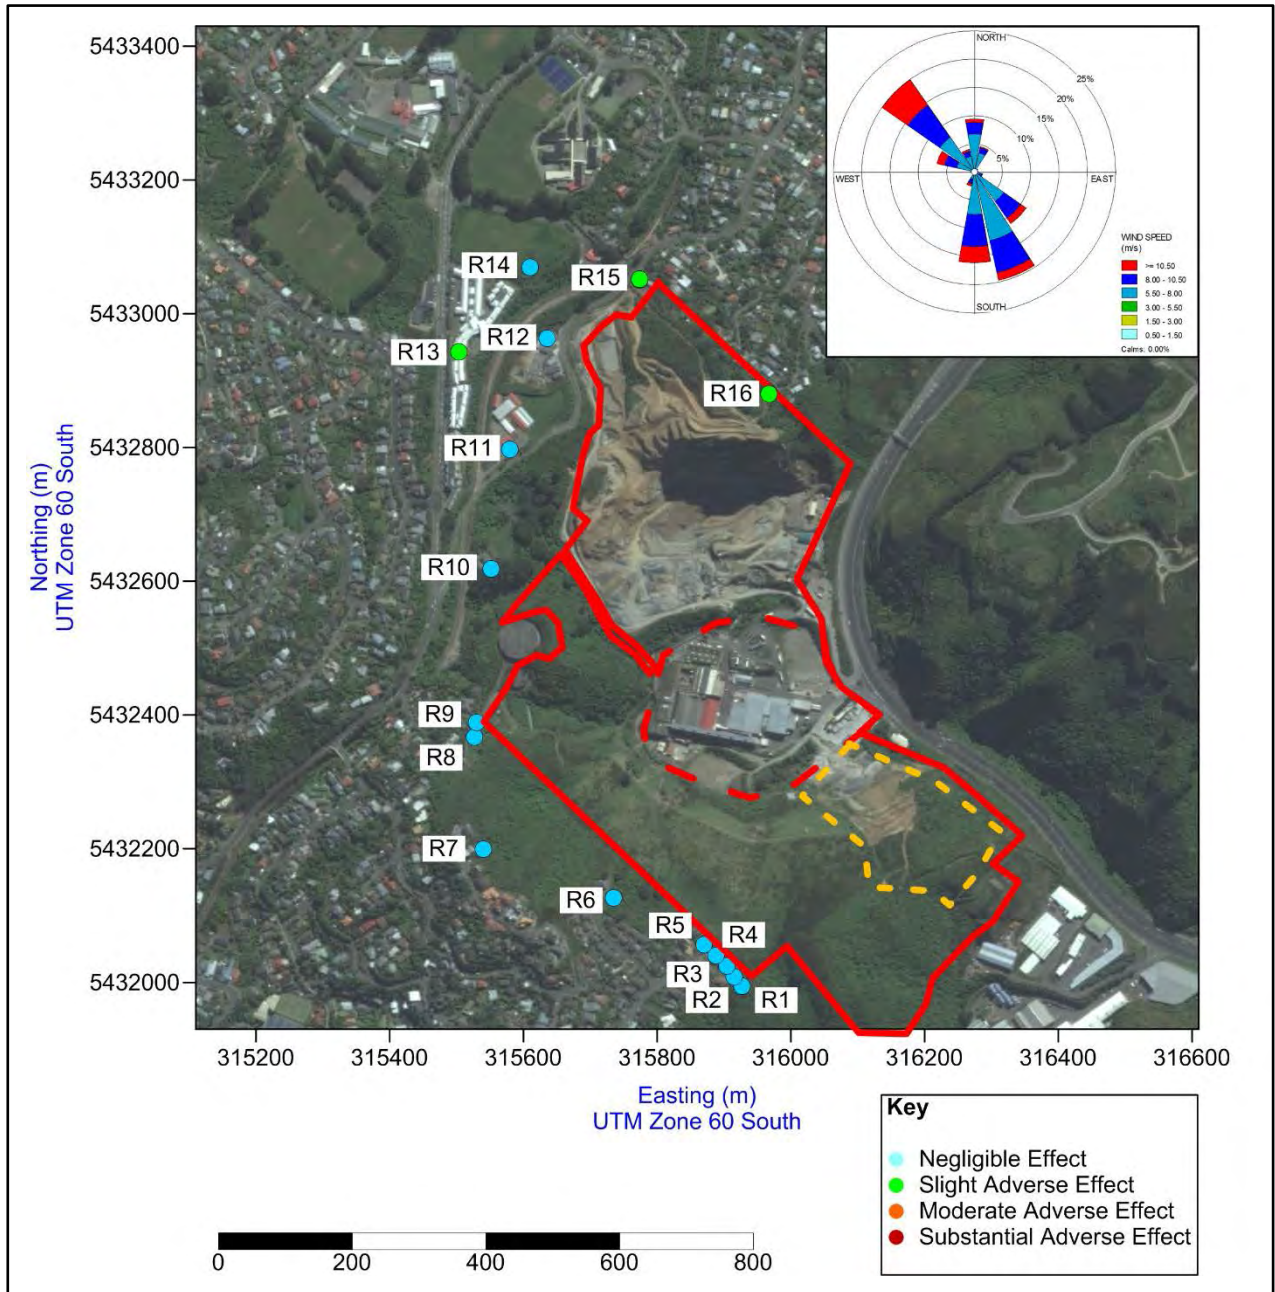 5433400
5433200
5433000
5432800
5432600
5432400
5432200
5432000
Northing (m)
UTM Zone 60 South
NORTH
25%
20%
15%
10%
5%
WEST
EAST
SOUTH
WIND SPEED
(m/s)
>= 10.50
8.00 - 10.50
5.50 - 8.00
3.00 - 5.50
1.50 - 3.00
0.50 - 1.50
Calms: 0.00%
R14
R15
R12
R13
R16
R11
R10
R9
R8
R7
R6
R5
R4
R3
R2
R1
315200 315400 315600 315800 316000 316200 316400 316600
Easting (m)
UTM Zone 60 South
Key
Negligible Effect
Slight Adverse Effect
Moderate Adverse Effect
Substantial Adverse Effect
0 200 400 600 800